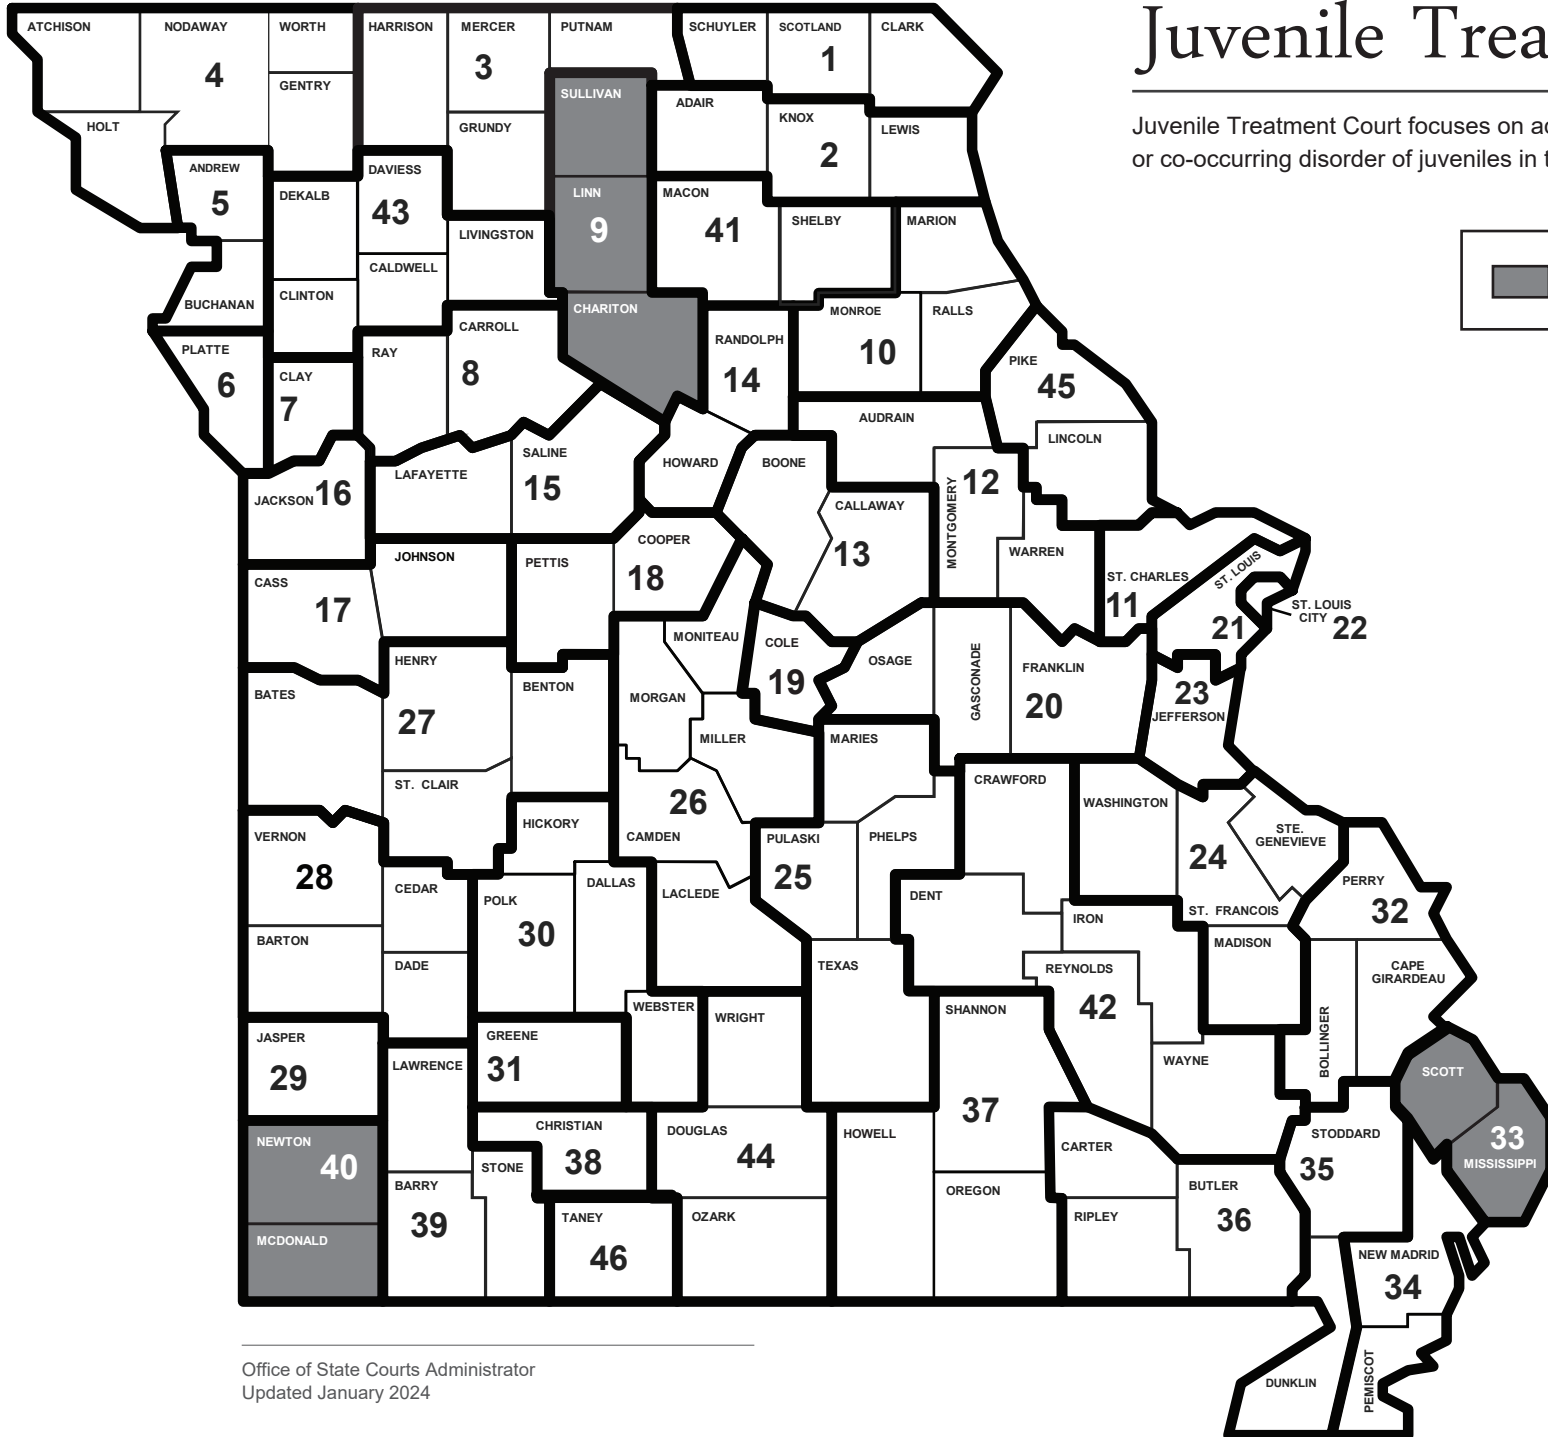 Juvenile Trea
Juvenile Treatment Court focuses on ac
or co-occurring disorder of juveniles in t
ATCHISON
NODAWAY
4
WORTH
HARRISON
MERCER
3
PUTNAM
SCHUYLER
SCOTLAND
1
CLARK
GENTRY
SULLIVAN
ADAIR
KNOX
2
LEWIS
HOLT
GRUNDY
ANDREW
5
DEKALB
DAVIESS
43
LINN
9
MACON
41
SHELBY
MARION
LIVINGSTON
CALDWELL
BUCHANAN
CLINTON
CHARITON
MONROE
10
RALLS
PLATTE
6
CLAY
7
RAY
CARROLL
8
RANDOLPH
14
PIKE
45
AUDRAIN
LINCOLN
JACKSON
16
LAFAYETTE
SALINE
15
HOWARD
BOONE
CALLAWAY
13
MONTGOMERY
12
WARREN
CASS
17
JOHNSON
PETTIS
COOPER
18
ST. CHARLES
11
ST. LOUIS
21
ST. LOUIS
CITY
22
MONITEAU
COLE
19
OSAGE
GASCONADE
FRANKLIN
20
23
JEFFERSON
BATES
HENRY
27
BENTON
MORGAN
MILLER
MARIES
ST. CLAIR
26
CAMDEN
CRAWFORD
WASHINGTON
STE.
GENEVIEVE
VERNON
28
HICKORY
PULASKI
25
PHELPS
24
ST. FRANCOIS
PERRY
32
CEDAR
POLK
30
DALLAS
LACLEDE
DENT
IRON
MADISON
BARTON
DADE
TEXAS
REYNOLDS
42
CAPE
GIRARDEAU
BOLLINGER
WEBSTER
WRIGHT
SHANNON
37
WAYNE
JASPER
29
LAWRENCE
GREENE
31
SCOTT
NEWTON
40
CHRISTIAN
38
DOUGLAS
44
HOWELL
CARTER
STODDARD
35
33
MISSISSIPPI
BARRY
39
STONE
OREGON
RIPLEY
BUTLER
36
MCDONALD
TANEY
46
OZARK
NEW MADRID
34
DUNKLIN
PEMISCOT
Office of State Courts Administrator
Updated January 2024